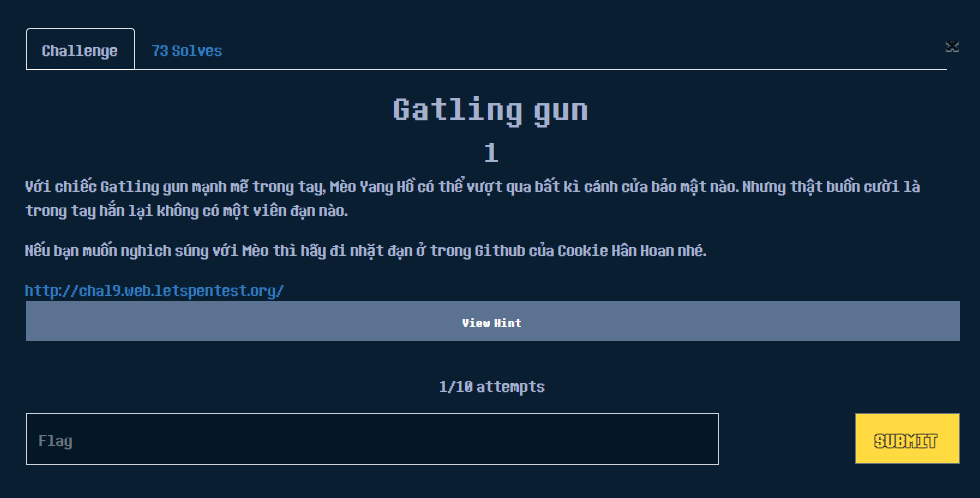 Challenge
73 Solves
Gatling gun
1
Với chiếc Gatling gun mạnh mẽ trong tay, Mèo Yang Hồ có thể vượt qua bất kì cánh cửa bảo mật nào. Nhưng thật buồn cười là
trong tay hắn lại không có một viên đạn nào.
Nếu bạn muốn nghich súng với Mèo thì hãy đi nhặt đạn ở trong Github của Cookie Hân Hoan nhé.
http://chal9.web.letspentest.org/
View Hint
1/10 attempts
Flag
SUBMIT